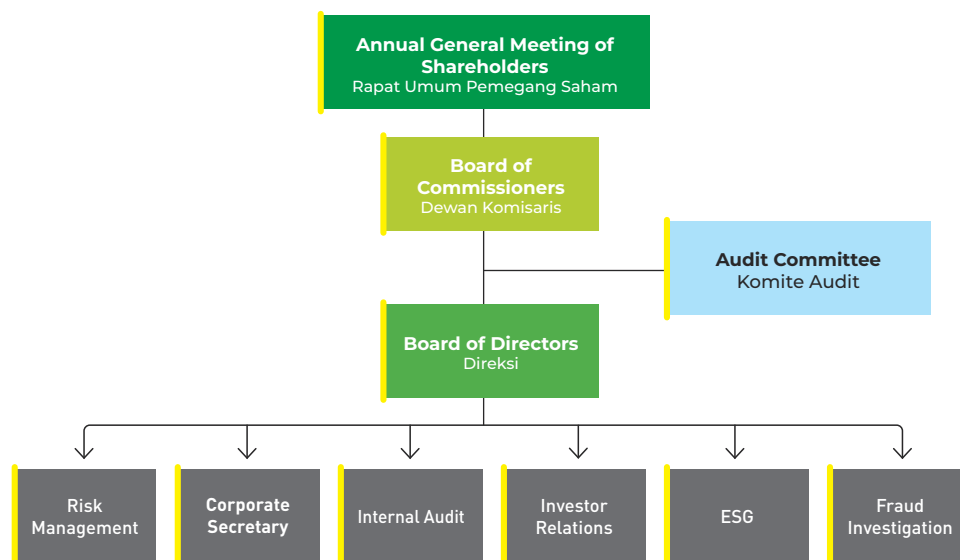 Annual General Meeting of
Shareholders
Rapat Umum Pemegang Saham
Board of
Commissioners
Dewan Komisaris
Audit Committee
Komite Audit
Board of Directors
Direksi
Risk
Management
Corporate
Secretary
Internal Audit
Investor
Relations
ESG
Fraud
Investigation